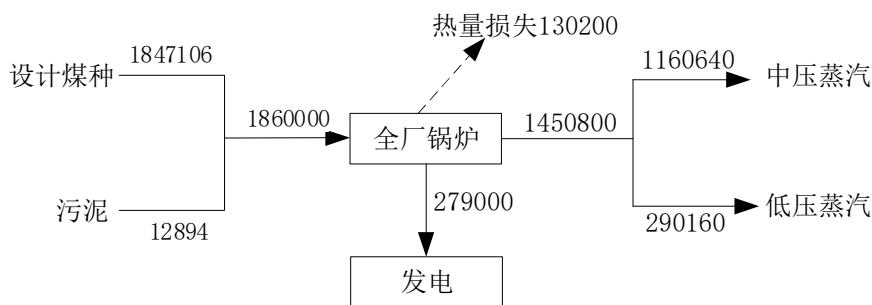 热量损失130200
1847106
设计煤种
1160640
中压蒸汽
1860000
全厂锅炉
1450800
污泥
12894
279000
低压蒸汽
290160
发电